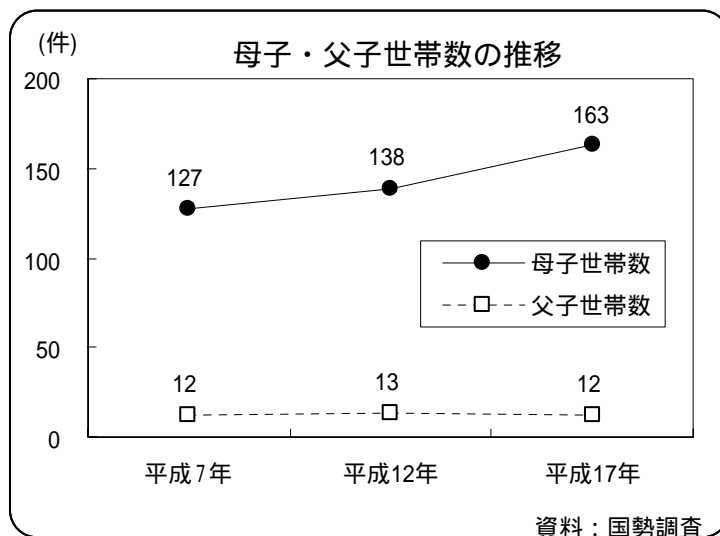 (件)
母子・父子世帯数の推移
200
150
100
50
0
127
138
163
母子世帯数
父子世帯数
12
13
12
平成7年
平成12年
平成17年
資料：国勢調査